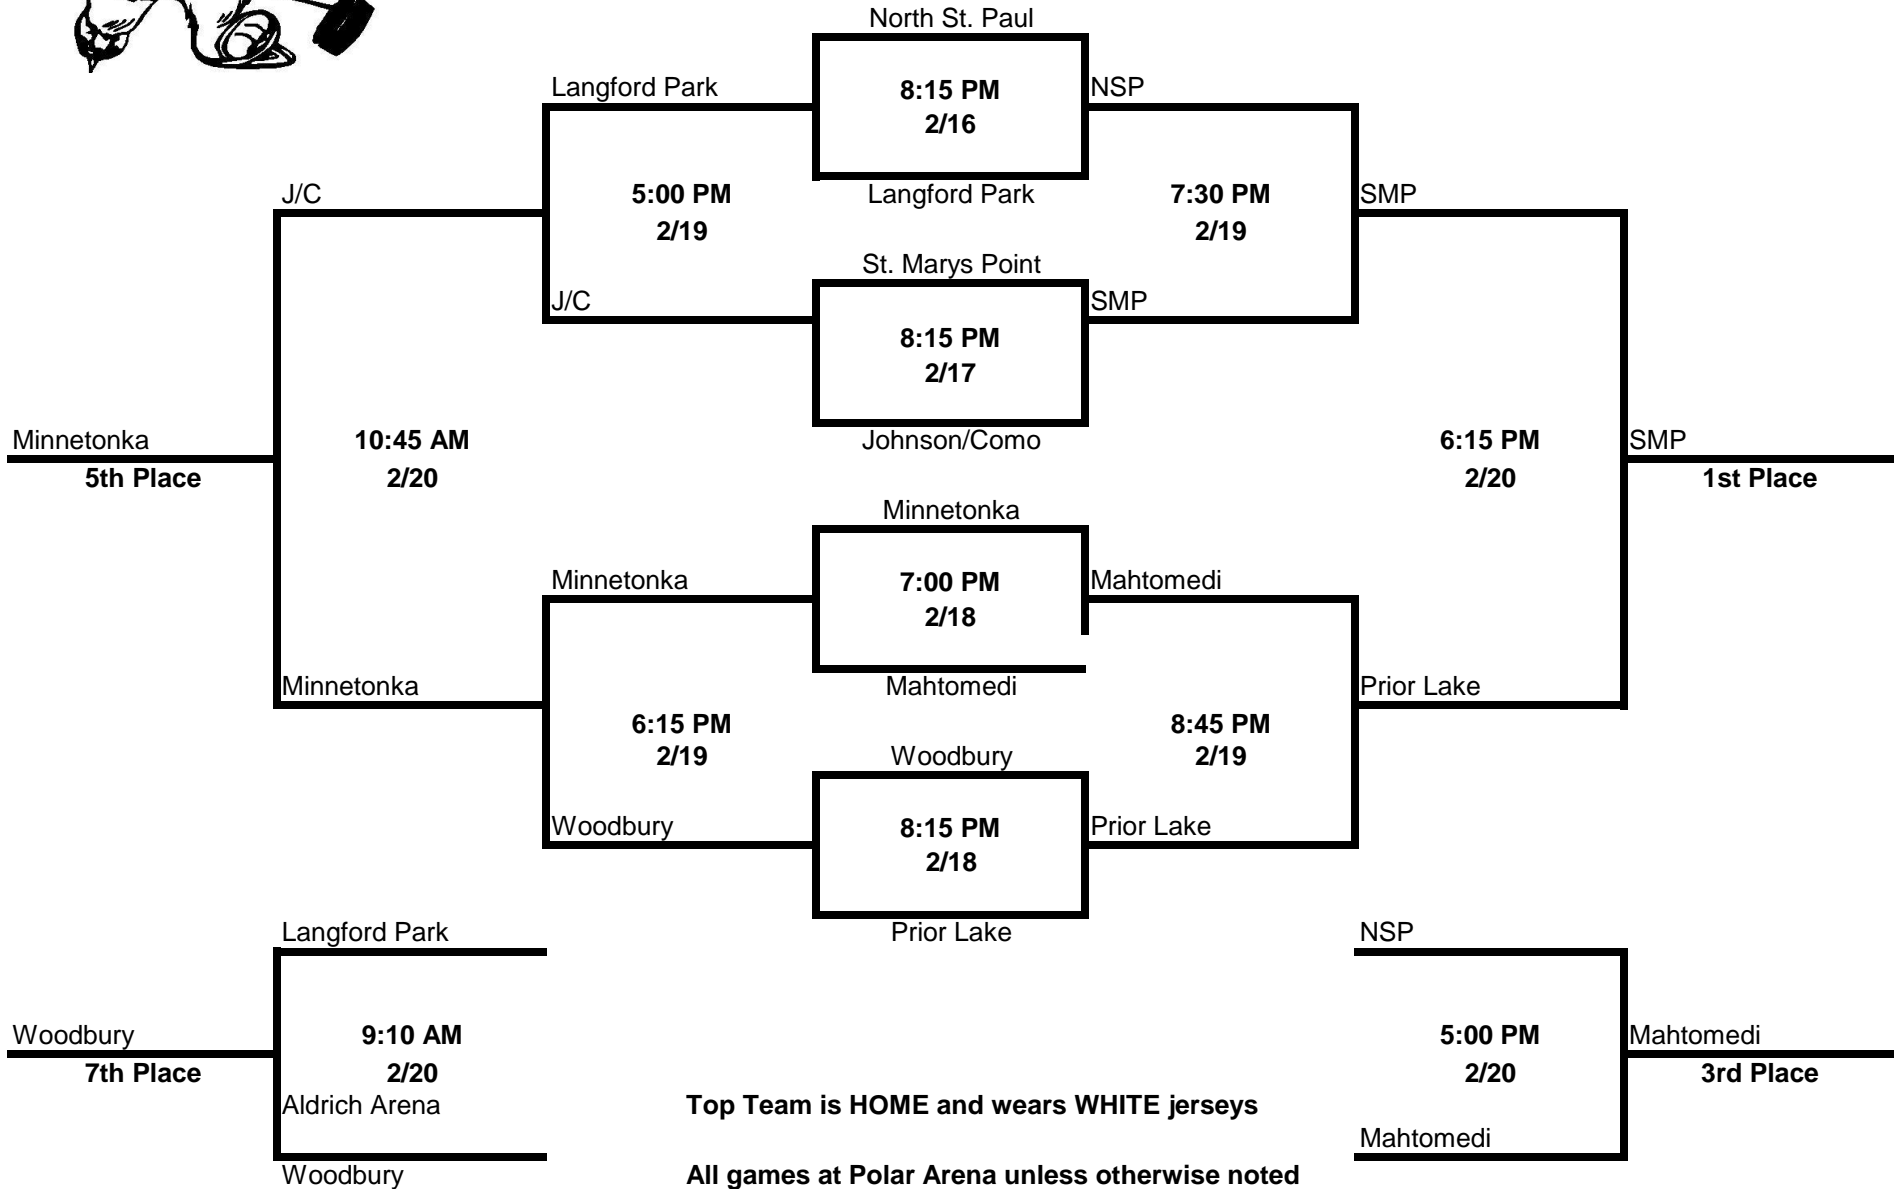 North St. Paul
Langford Park
8:15 PM
NSP
2/16
J/C
5:00 PM
Langford Park
7:30 PM
SMP
2/19
2/19
St. Marys Point
J/C
SMP
8:15 PM
2/17
Minnetonka
10:45 AM
Johnson/Como
6:15 PM
SMP
5th Place
2/20
2/20
1st Place
Minnetonka
Minnetonka
7:00 PM
Mahtomedi
2/18
Minnetonka
Mahtomedi
Prior Lake
6:15 PM
8:45 PM
2/19
Woodbury
2/19
Woodbury
8:15 PM
Prior Lake
2/18
Langford Park
Prior Lake
NSP
Woodbury
9:10 AM
5:00 PM
Mahtomedi
7th Place
2/20
2/20
3rd Place
Aldrich Arena
Top Team is HOME and wears WHITE jerseys
Mahtomedi
Woodbury
All games at Polar Arena unless otherwise noted